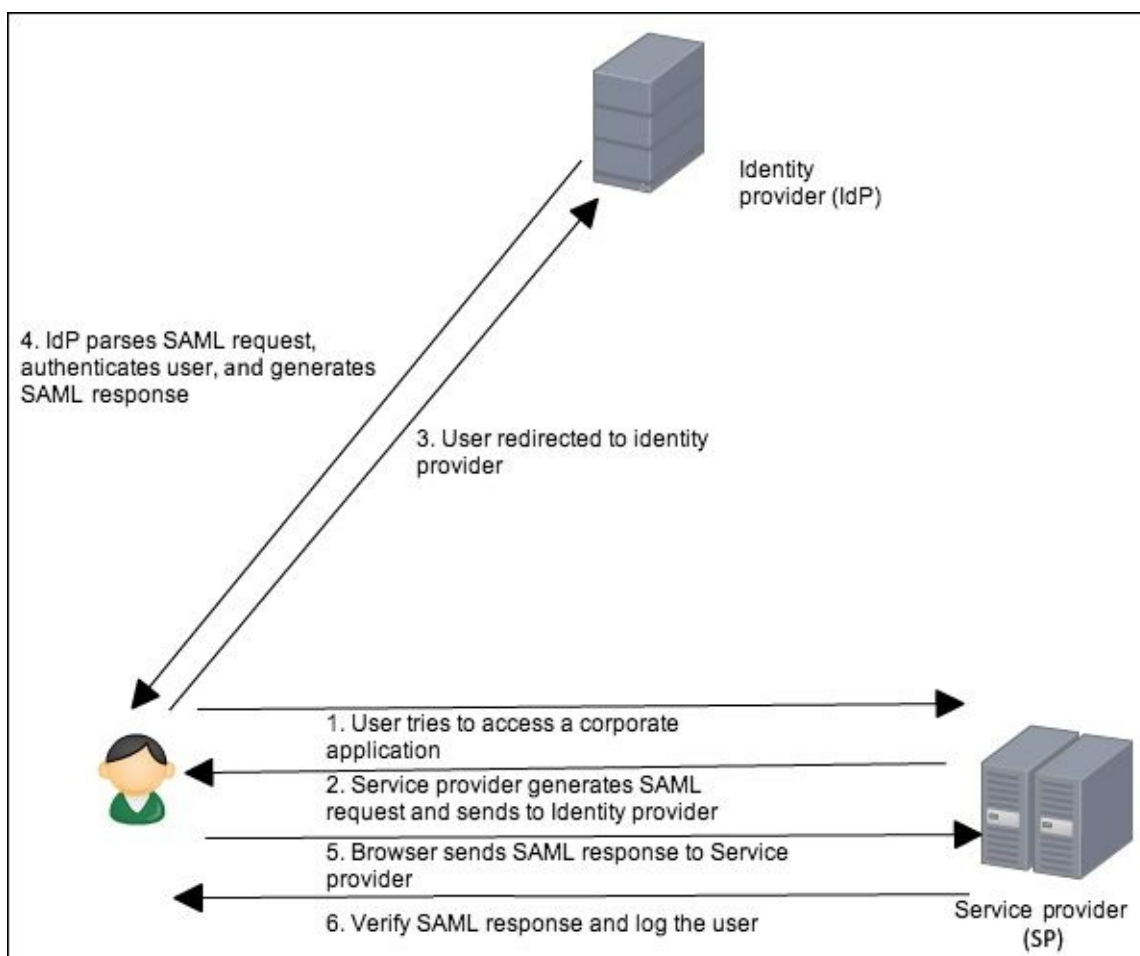 Identity
provider (IdP)
4. IdP parses SAML request,
authenticates user, and generates
SAML response
3. User redirected to identity
provider
1. User tries to access a corporate
application
2. Service provider generates SAML
request and sends to Identity provider
5. Browser sends SAML response to Service
provider
6. Verify SAML response and log the user
Service provider
(SP)